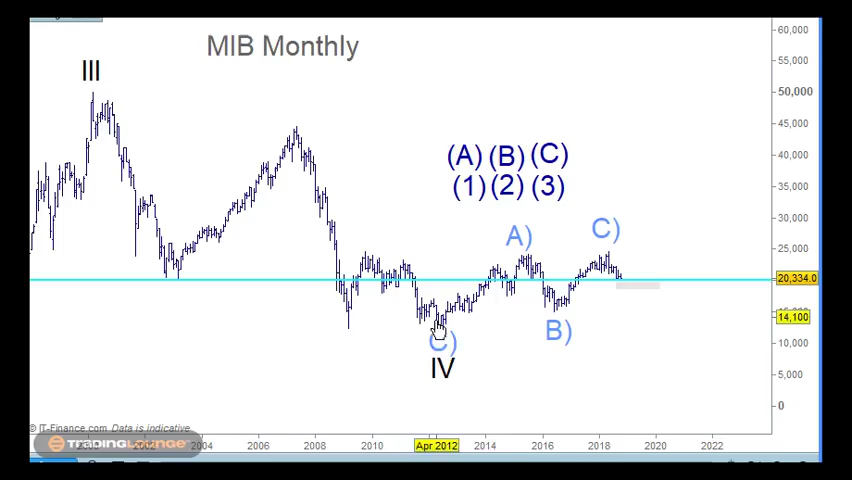 MIB Monthly
60,000
III
55,000
50,000
45,000
(A) (B) (C)
40,000
(1) (2) (3)
35,000
30,000
A) C)
25,000
20,334.0
14,100
B)
C)
10,000
IV
5,000
0
© IT-Finance.com Data is indicative.
TRADINGLOUNGE
2002 2004 2006 2008 2010 Apr 2012 2014 2016 2018 2020 2022